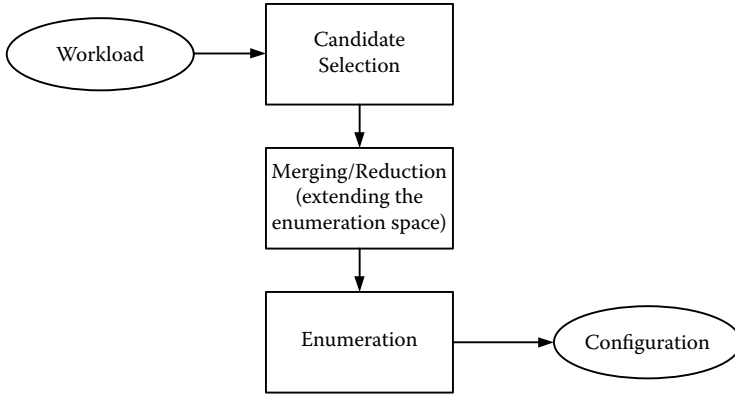 Workload
Candidate
Selection
Merging/Reduction
(extending the
enumeration space)
Enumeration
Configuration